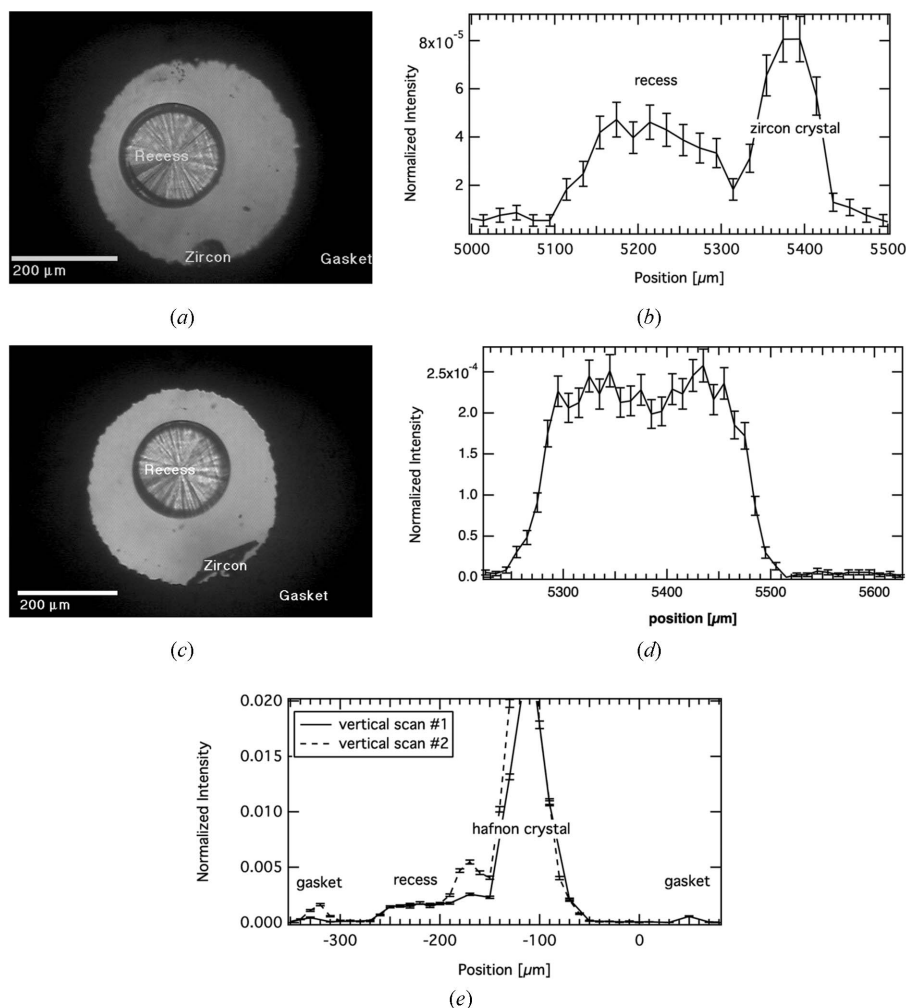 Recess
Zircon
200 µm
Gasket
(a)
8x10-5
6
4
2
Normalized Intensity
recess
zircon crystal
5000
5100
5200
5300
5400
5500
Position [µm]
(b)
Recess
Zircon
200 µm
Gasket
(c)
2.5x10-4
2.0
1.5
1.0
0.5
0.0
Normalized Intensity
5300
5400
5500
5600
position [µm]
(d)
0.020
0.015
0.010
0.005
0.000
Normalized Intensity
vertical scan #1
vertical scan #2
hafnon crystal
gasket
recess
gasket
-300
-200
-100
0
Position [µm]
(e)